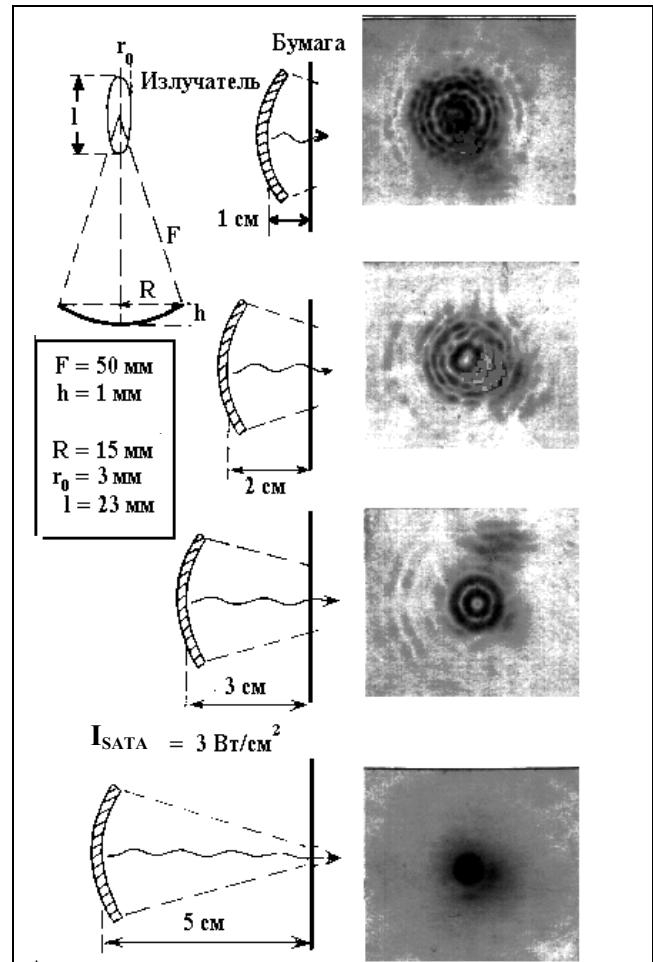 r₀
Излучатель
l
F
R
h
F = 50 мм
h = 1 мм
R = 15 мм
r₀ = 3 мм
l = 23 мм
Бумага
1 см
2 см
3 см
I SATA = 3 Вт/см²
5 см